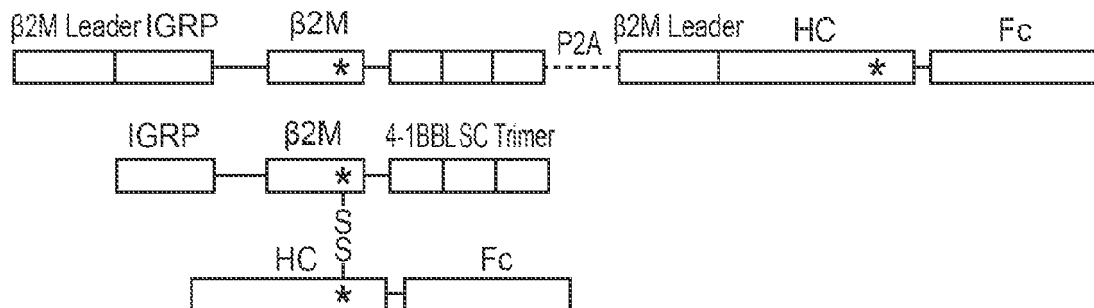 β2M Leader IGRP β2M P2A β2M Leader HC Fc
*
*
IGRP β2M 4-1BBL SC Trimer
*
S
S
HC Fc
*